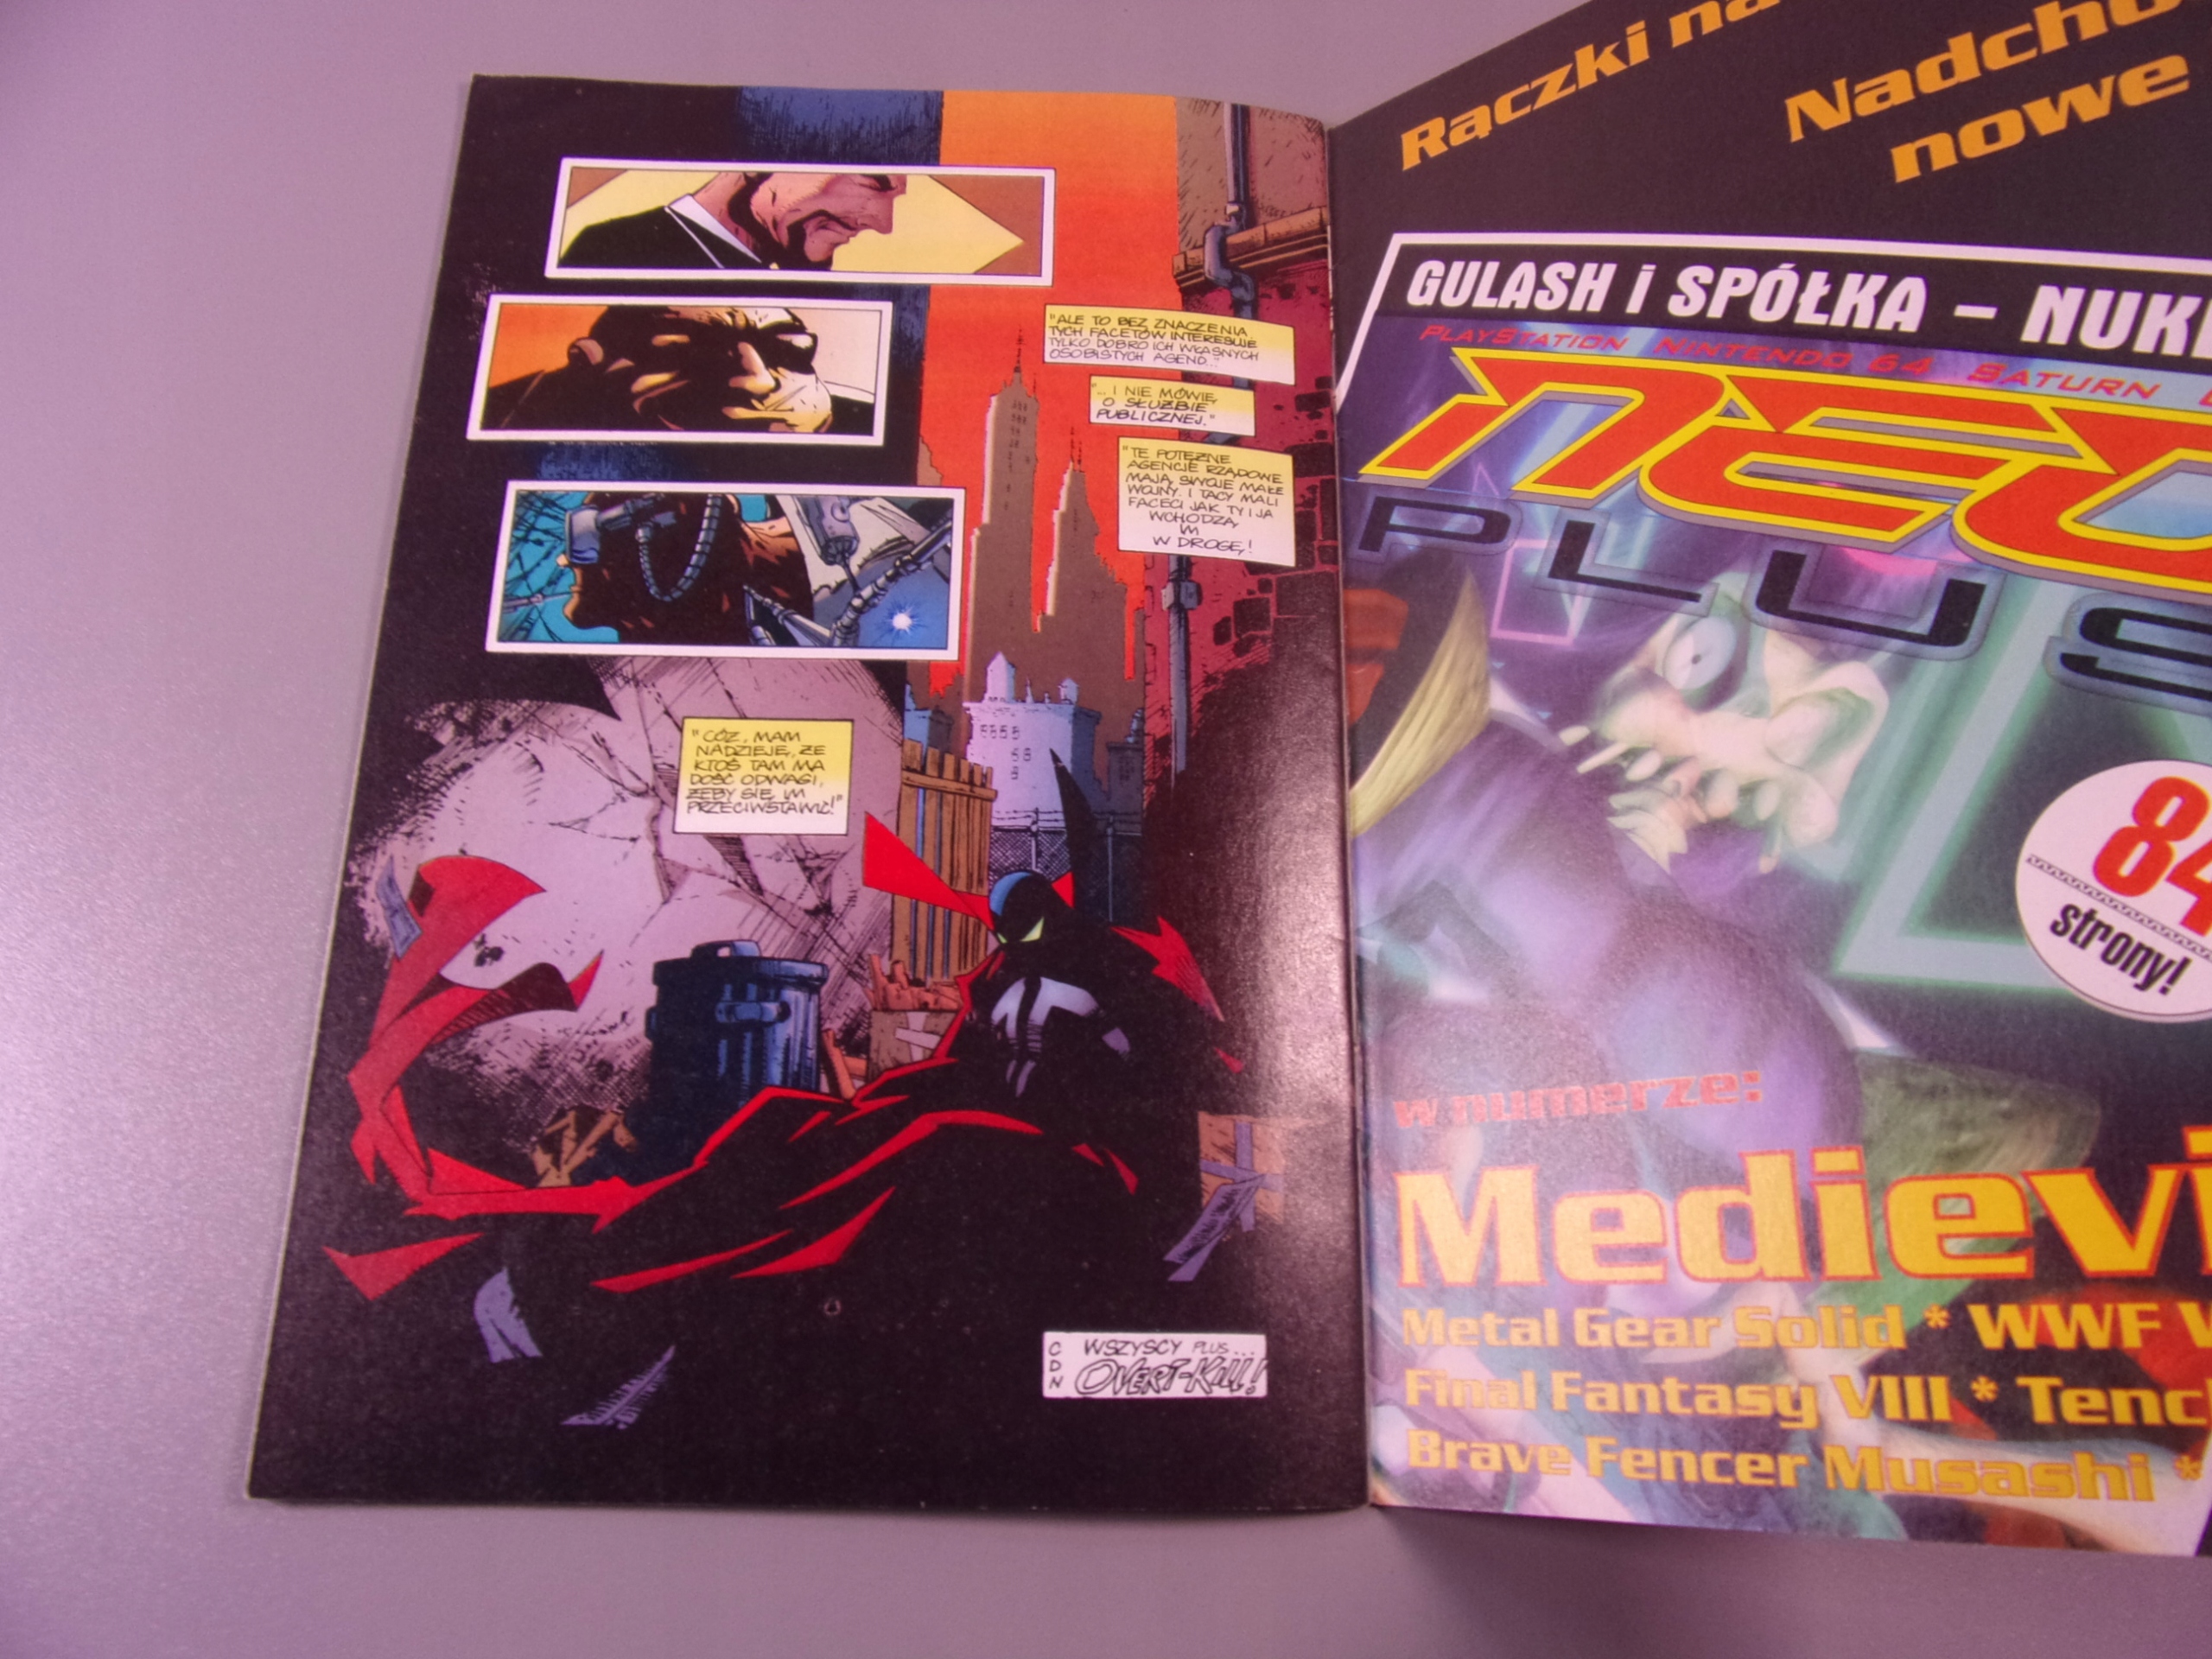 "ALE TO BEZ ZNACZENIA.
TYCH FACETÓW INTERESUJE
TYLKO DOBRO ICH WŁASNYCH
OSOBISTYCH AGEND..."
"...I NIE MÓWIĘ
O SŁUŻBIE
PUBLICZNEJ."
"TE POTĘŻNE
AGENCJE RZĄDOWE
MAJĄ SWOJE MAŁE
WOJNY. I TACY MALI
FACECI JAK TY I JA
WCHODZĄ
IM
W DROGĘ!
"CÓŻ, MAM
NADZIEJĘ, ŻE
KTOŚ TAM MA
DOŚĆ ODWAGI,
ŻEBY SIĘ IM
PRZECIWSTAWIĆ!"
CDN
WSZYSCY PLUS...
OVERT-KILL!
Rączki na
Nadcho
nowe
GULASH i SPÓŁKA – NUK
PLAYSTATION NINTENDO 64 SATURN
NEO
PLUS
84
strony!
w numerze:
Medievi
Metal Gear Solid * WWF
Final Fantasy VIII * Tenc
Brave Fencer Musashi *